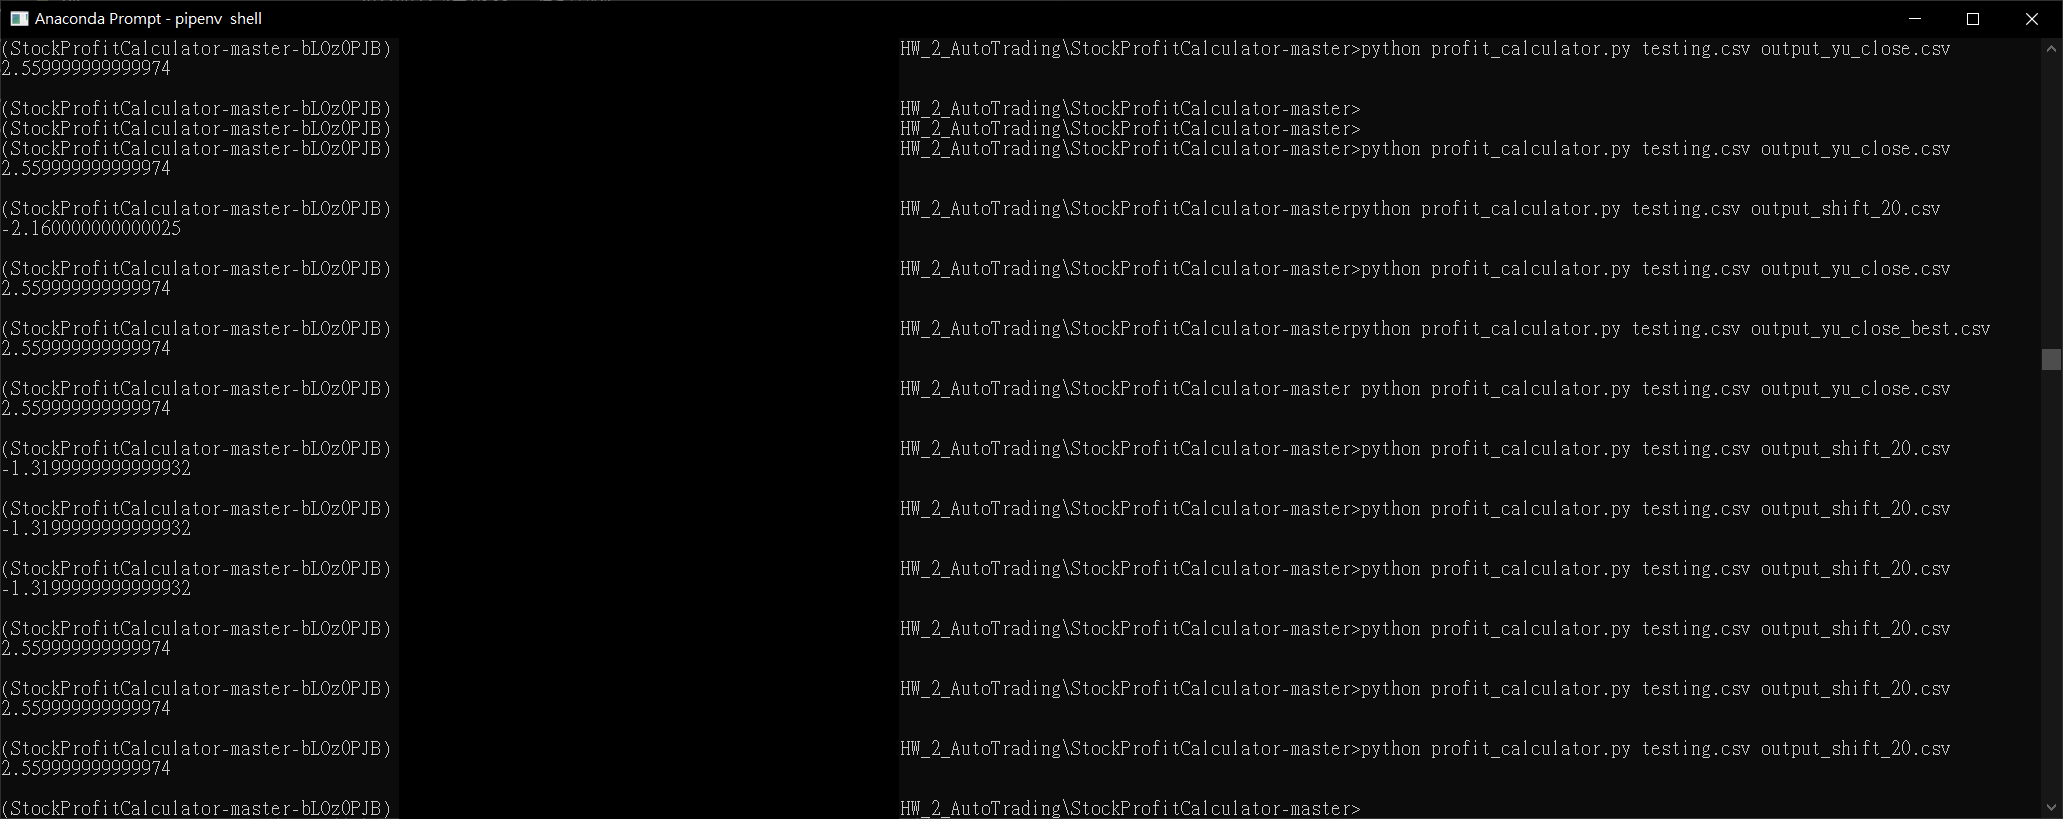 Anaconda Prompt - pipenv  shell
(StockProfitCalculator-master-bLOz0PJB) HW_2_AutoTrading\StockProfitCalculator-master>python profit_calculator.py testing.csv output_yu_close.csv
2.559999999999974
(StockProfitCalculator-master-bLOz0PJB) HW_2_AutoTrading\StockProfitCalculator-master>
(StockProfitCalculator-master-bLOz0PJB) HW_2_AutoTrading\StockProfitCalculator-master>
(StockProfitCalculator-master-bLOz0PJB) HW_2_AutoTrading\StockProfitCalculator-master>python profit_calculator.py testing.csv output_yu_close.csv
2.559999999999974
(StockProfitCalculator-master-bLOz0PJB) HW_2_AutoTrading\StockProfitCalculator-masterpython profit_calculator.py testing.csv output_shift_20.csv
-2.160000000000025
(StockProfitCalculator-master-bLOz0PJB) HW_2_AutoTrading\StockProfitCalculator-master>python profit_calculator.py testing.csv output_yu_close.csv
2.559999999999974
(StockProfitCalculator-master-bLOz0PJB) HW_2_AutoTrading\StockProfitCalculator-masterpython profit_calculator.py testing.csv output_yu_close_best.csv
2.559999999999974
(StockProfitCalculator-master-bLOz0PJB) HW_2_AutoTrading\StockProfitCalculator-master python profit_calculator.py testing.csv output_yu_close.csv
2.559999999999974
(StockProfitCalculator-master-bLOz0PJB) HW_2_AutoTrading\StockProfitCalculator-master>python profit_calculator.py testing.csv output_shift_20.csv
-1.3199999999999932
(StockProfitCalculator-master-bLOz0PJB) HW_2_AutoTrading\StockProfitCalculator-master>python profit_calculator.py testing.csv output_shift_20.csv
-1.3199999999999932
(StockProfitCalculator-master-bLOz0PJB) HW_2_AutoTrading\StockProfitCalculator-master>python profit_calculator.py testing.csv output_shift_20.csv
-1.3199999999999932
(StockProfitCalculator-master-bLOz0PJB) HW_2_AutoTrading\StockProfitCalculator-master>python profit_calculator.py testing.csv output_shift_20.csv
2.559999999999974
(StockProfitCalculator-master-bLOz0PJB) HW_2_AutoTrading\StockProfitCalculator-master>python profit_calculator.py testing.csv output_shift_20.csv
2.559999999999974
(StockProfitCalculator-master-bLOz0PJB) HW_2_AutoTrading\StockProfitCalculator-master>python profit_calculator.py testing.csv output_shift_20.csv
2.559999999999974
(StockProfitCalculator-master-bLOz0PJB) HW_2_AutoTrading\StockProfitCalculator-master>